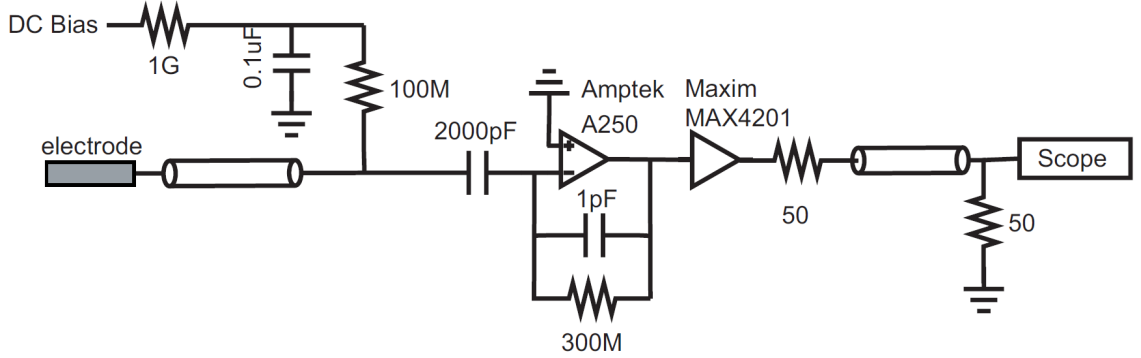 DC Bias
1G
0.1uF
100M
electrode
2000pF
Amptek
A250
+
−
1pF
300M
Maxim
MAX4201
50
50
Scope